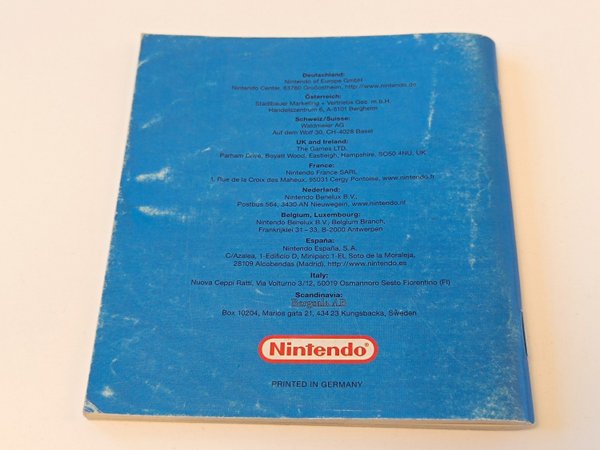 Deutschland:
Nintendo of Europe GmbH
Nintendo Center, 63760 Großostheim, http://www.nintendo.de
Österreich:
Stadlbauer Marketing + Vertriebs Ges. m.B.H.
Handelszentrum 6, A-5101 Bergheim
Schweiz/Suisse:
Waldmeier AG
Auf dem Wolf 30, CH-4028 Basel
UK and Ireland:
The Games LTD.
Parham Drive, Boyatt Wood, Eastleigh, Hampshire, SO50 4NU, UK
France:
Nintendo France SARL
1, Rue de la Croix des Maheux, 95031 Cergy Pontoise, www.nintendo.fr
Nederland:
Nintendo Benelux B.V.,
Postbus 564, 3430 AN Nieuwegein, www.nintendo.nl
Belgium, Luxembourg:
Nintendo Benelux B.V.- Belgium Branch,
Frankrijklei 31–33, B-2000 Antwerpen
España:
Nintendo España, S.A.
C/Azalea, 1-Edificio D, Miniparc 1-El, Soto de la Moraleja,
28109 Alcobendas (Madrid), http://www.nintendo.es
Italy:
Nuova Ceppi Ratti, Via Volturno 3/12, 50019 Osmannoro Sesto Fiorentino (FI)
Scandinavia:
Bergsala AB
Box 10204, Marios gata 21, 434 23 Kungsbacka, Sweden
Nintendo
PRINTED IN GERMANY